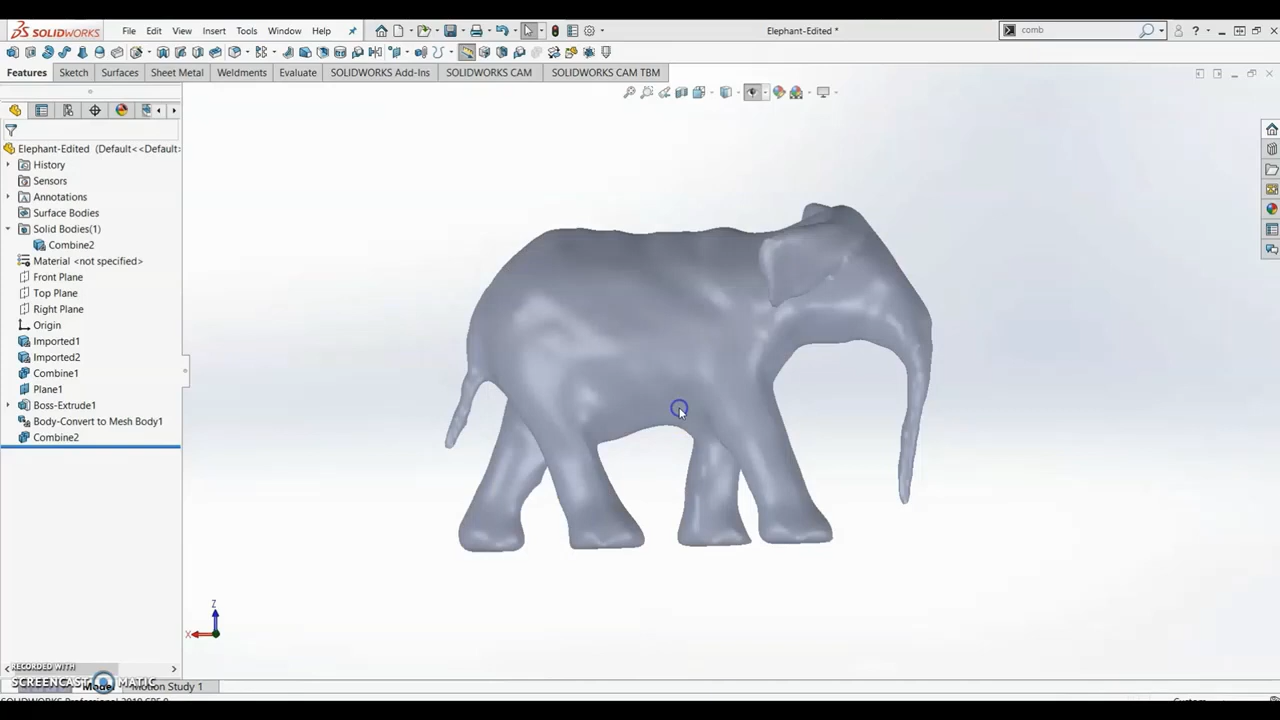 SOLIDWORKS File Edit View Insert Tools Window Help Elephant-Edited * comb
Features Sketch Surfaces Sheet Metal Weldments Evaluate SOLIDWORKS Add-Ins SOLIDWORKS CAM SOLIDWORKS CAM TBM
Elephant-Edited (Default<<Default>
History
Sensors
Annotations
Surface Bodies
Solid Bodies(1)
Combine2
Material <not specified>
Front Plane
Top Plane
Right Plane
Origin
Imported1
Imported2
Combine1
Plane1
Boss-Extrude1
Body-Convert to Mesh Body1
Combine2
Z
X
RECORDED WITH
SCREENCAST MATIC
Model Motion Study 1